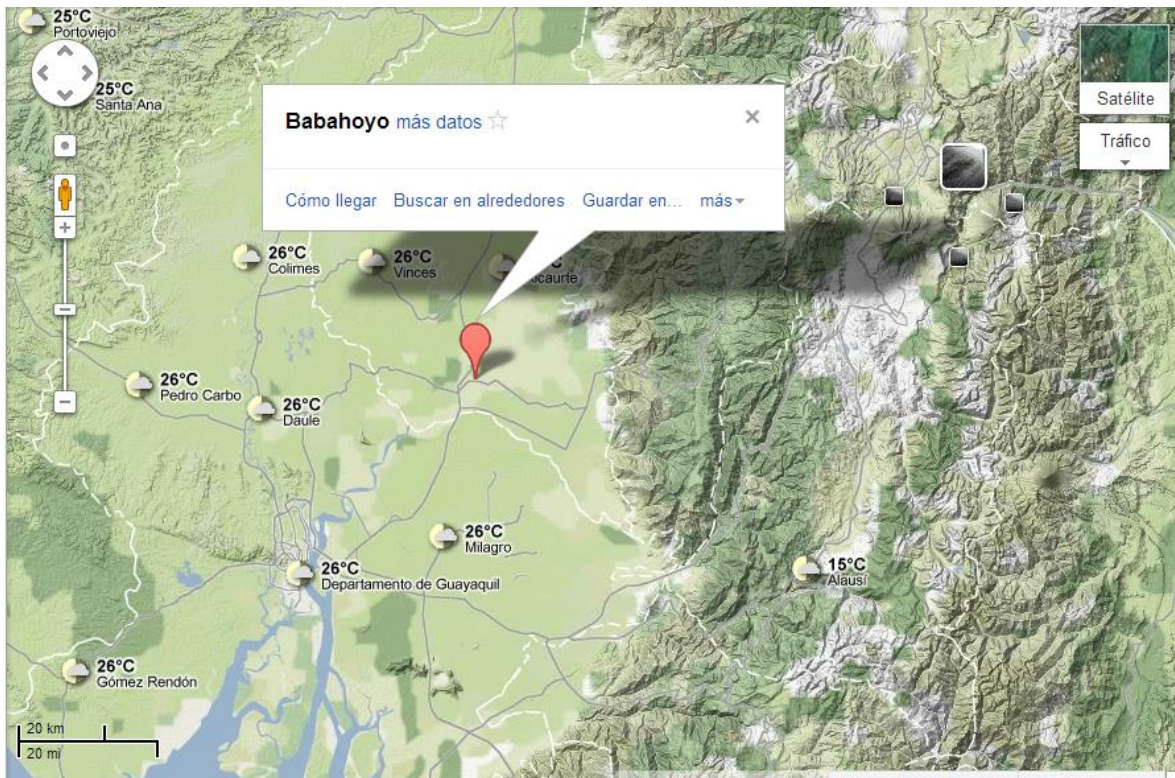 25°C
Portoviejo
25°C
Santa Ana
Babahoyo más datos
Cómo llegar Buscar en alrededores Guardar en... más
Satélite
Tráfico
26°C
Colimes
26°C
Vinces
26°C
Pedro Carbo
26°C
Daule
26°C
Milagro
26°C
Departamento de Guayaquil
15°C
Alausí
26°C
Gómez Rendón
20 km
20 mi